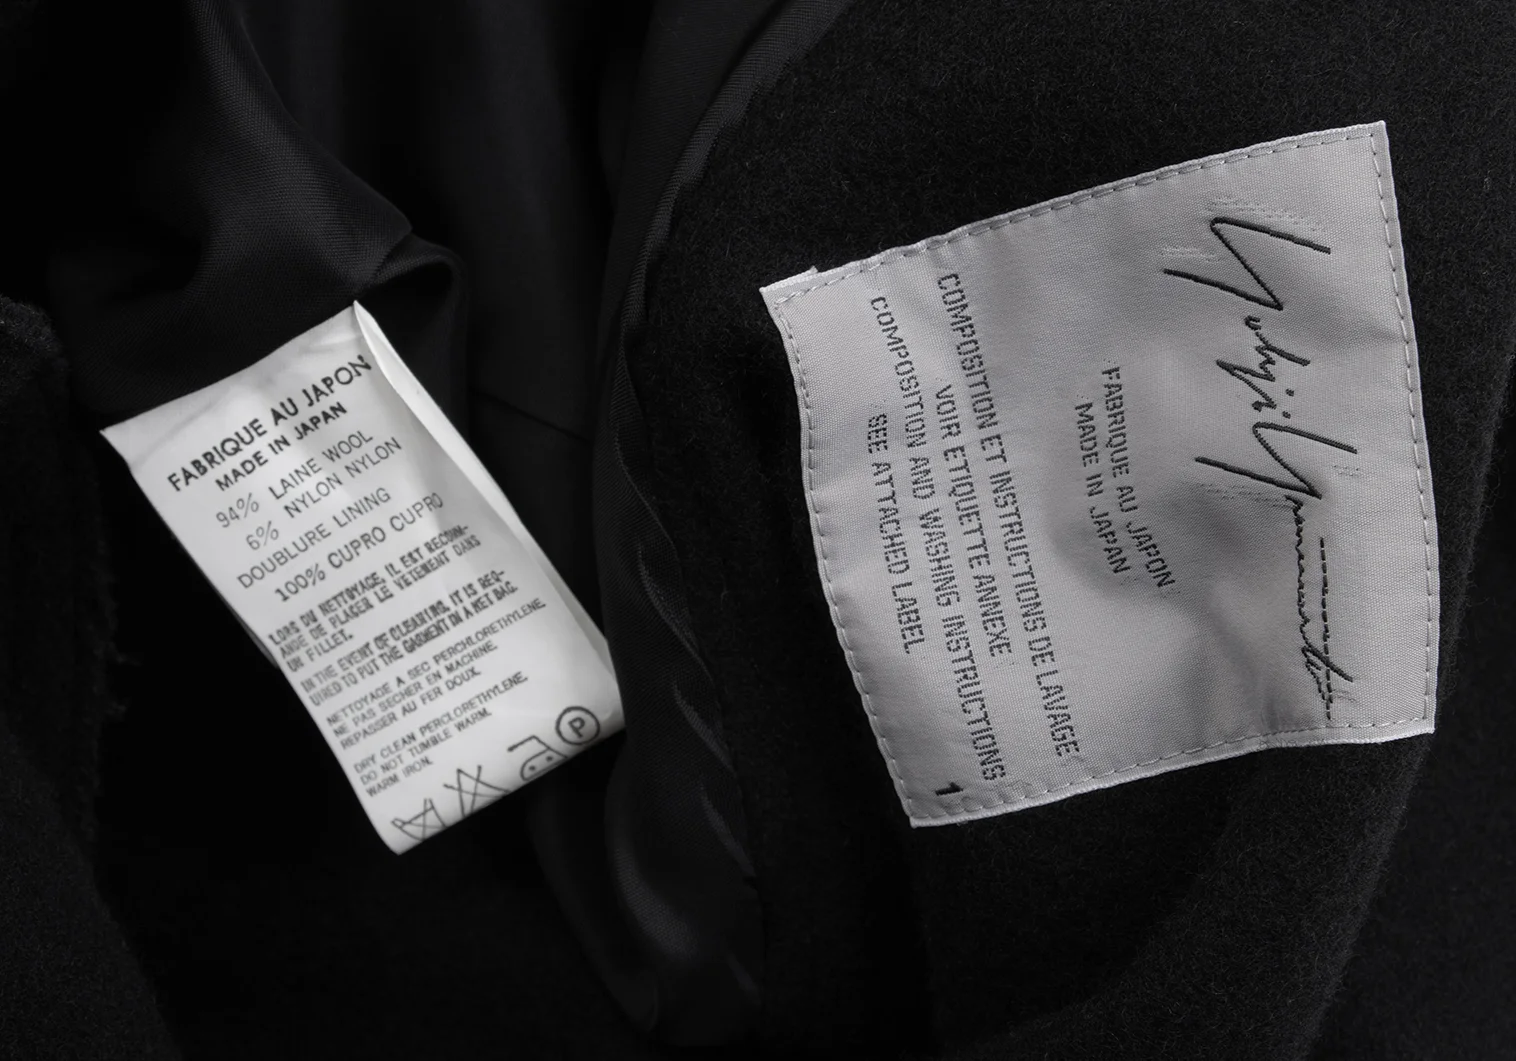 FABRIQUE AU JAPON
MADE IN JAPAN
94% LAINE WOOL
6% NYLON NYLON
DOUBLURE LINING
100% CUPRO CUPRO
LORS DU NETTOYAGE, IL EST RECOM-
ANDE DE PLACER LE VETEMENT DANS
UN FILLET.
IN THE EVENT OF CLEANING, IT IS REQ-
UIRED TO PUT THE GARMENT IN A NET BAG.
NETTOYAGE A SEC PERCHLORETHYLENE.
NE PAS SÉCHER EN MACHINE.
REPASSER AU FER DOUX.
DRY CLEAN PERCLORETHYLENE.
DO NOT TUMBLE WARM.
WARM IRON.
P
Yohji Yamamoto
FABRIQUE AU JAPON
MADE IN JAPAN
COMPOSITION ET INSTRUCTIONS DE LAVAGE
VOIR ETIQUETTE ANNEXE
COMPOSITION AND WASHING INSTRUCTIONS
SEE ATTACHED LABEL
1